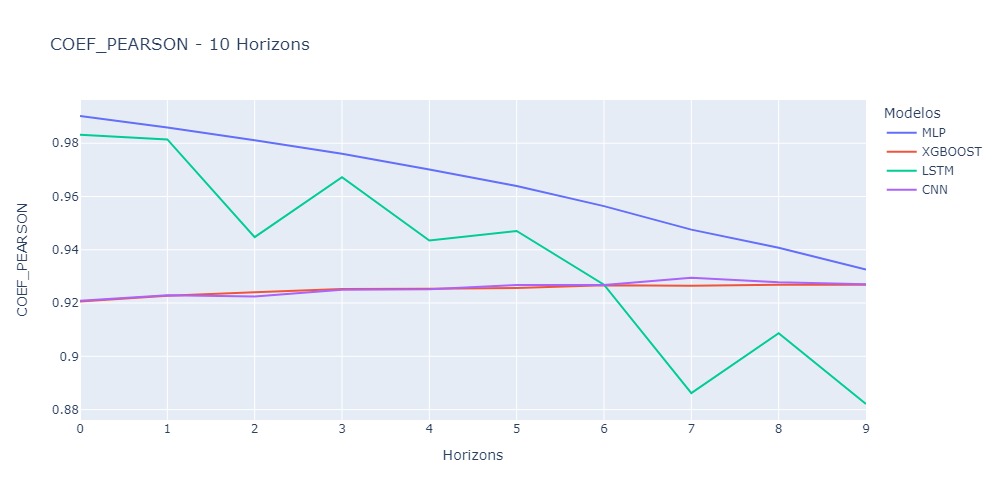 COEF_PEARSON - 10 Horizons
Modelos
MLP
XGBOOST
LSTM
CNN
COEF_PEARSON
0.98
0.96
0.94
0.92
0.9
0.88
0 1 2 3 4 5 6 7 8 9
Horizons